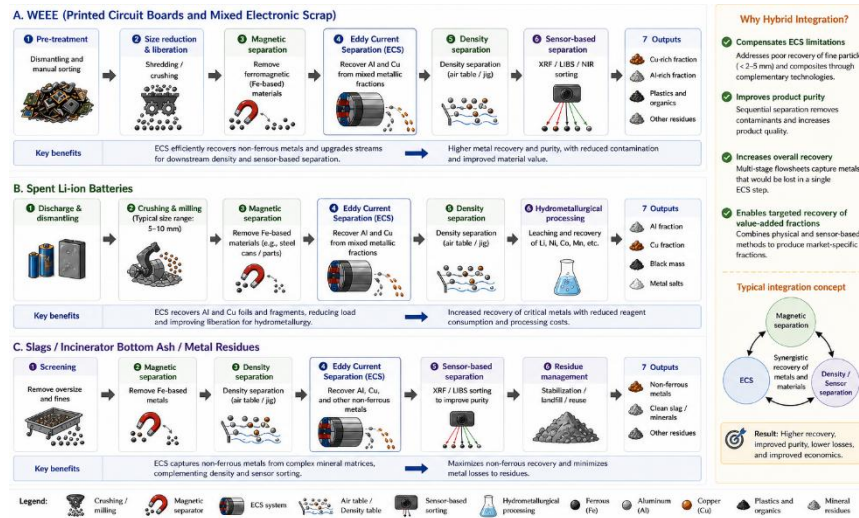 A. WEEE (Printed Circuit Boards and Mixed Electronic Scrap)
1 Pre-treatment
Dismantling and
manual sorting
2 Size reduction
& liberation
Shredding /
crushing
3 Magnetic
separation
Remove
ferromagnetic
(Fe-based)
materials
4 Eddy Current
Separation (ECS)
Recover Al and Cu
from mixed metallic
fractions
5 Density
separation
Density separation
(air table / jig)
6 Sensor-based
separation
XRF / LIBS / NIR
sorting
7 Outputs
Cu-rich fraction
Al-rich fraction
Plastics and
organics
Other residues
Key benefits
ECS efficiently recovers non-ferrous metals and upgrades streams
for downstream density and sensor-based separation.
Higher metal recovery and purity, with reduced contamination
and improved material value.
B. Spent Li-ion Batteries
1 Discharge &
dismantling
2 Crushing & milling
(Typical size range:
5–10 mm)
3 Magnetic
separation
Remove Fe-based
materials (e.g., steel
cans / parts)
4 Eddy Current
Separation (ECS)
Recover Al and Cu
from mixed metallic
fractions
5 Density
separation
Density separation
(air table / jig)
6 Hydrometallurgical
processing
Leaching and recovery
of Li, Ni, Co, Mn, etc.
7 Outputs
Al fraction
Cu fraction
Black mass
Metal salts
Key benefits
ECS recovers Al and Cu foils and fragments, reducing load
and improving liberation for hydrometallurgy.
Increased recovery of critical metals with reduced reagent
consumption and processing costs.
C. Slags / Incinerator Bottom Ash / Metal Residues
1 Screening
Remove oversize
and fines
2 Magnetic
separation
Remove Fe-based
metals
3 Density
separation
Density separation
(air table / jig)
4 Eddy Current
Separation (ECS)
Recover Al, Cu,
and other non-ferrous
metals
5 Sensor-based
separation
XRF / LIBS sorting
to improve purity
6 Residue
management
Stabilization /
landfill / reuse
7 Outputs
Non-ferrous
metals
Clean slag /
minerals
Other residues
Key benefits
ECS captures non-ferrous metals from complex mineral matrices,
complementing density and sensor sorting.
Maximizes non-ferrous recovery and minimizes
metal losses to residues.
Why Hybrid Integration?
Compensates ECS limitations
Addresses poor recovery of fine particles
(< 2–5 mm) and composites through
complementary technologies.
Improves product purity
Sequential separation removes
contaminants and increases
product quality.
Increases overall recovery
Multi-stage flowsheets capture metals
that would be lost in a single
ECS step.
Enables targeted recovery of
value-added fractions
Combines physical and sensor-based
methods to produce market-specific
fractions.
Typical integration concept
Magnetic
separation
ECS
Synergistic
recovery of
metals and
materials
Density /
Sensor
separation
Result: Higher recovery,
improved purity, lower losses,
and improved economics.
Legend:
Crushing /
milling
Magnetic
separator
ECS system
Air table /
Density table
Sensor-based
sorting
Hydrometallurgical
processing
Ferrous
(Fe)
Aluminum
(Al)
Copper
(Cu)
Plastics and
organics
Mineral
residues